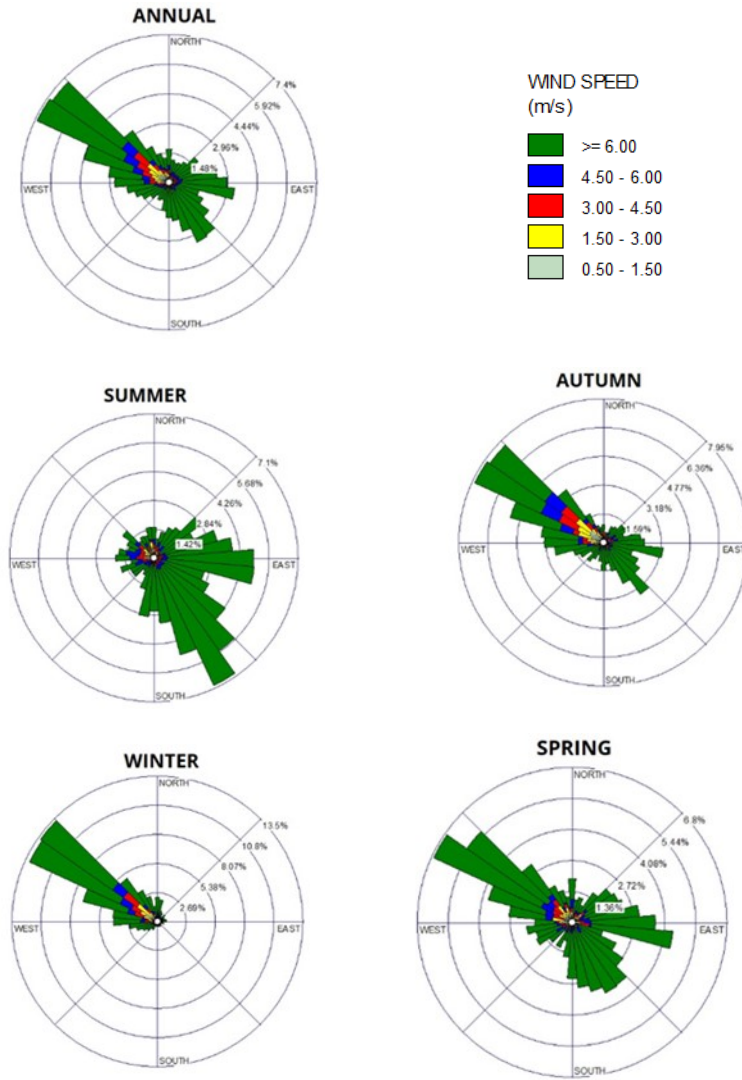 ANNUAL
NORTH
7.4%
5.92%
4.44%
2.96%
1.48%
WEST
EAST
SOUTH
WIND SPEED
(m/s)
>= 6.00
4.50 - 6.00
3.00 - 4.50
1.50 - 3.00
0.50 - 1.50
SUMMER
NORTH
7.1%
5.68%
4.26%
2.84%
1.42%
WEST
EAST
SOUTH
AUTUMN
NORTH
7.95%
6.36%
4.77%
3.18%
1.59%
WEST
EAST
SOUTH
WINTER
NORTH
13.5%
10.8%
8.07%
5.38%
2.69%
WEST
EAST
SOUTH
SPRING
NORTH
6.8%
5.44%
4.08%
2.72%
1.36%
WEST
EAST
SOUTH